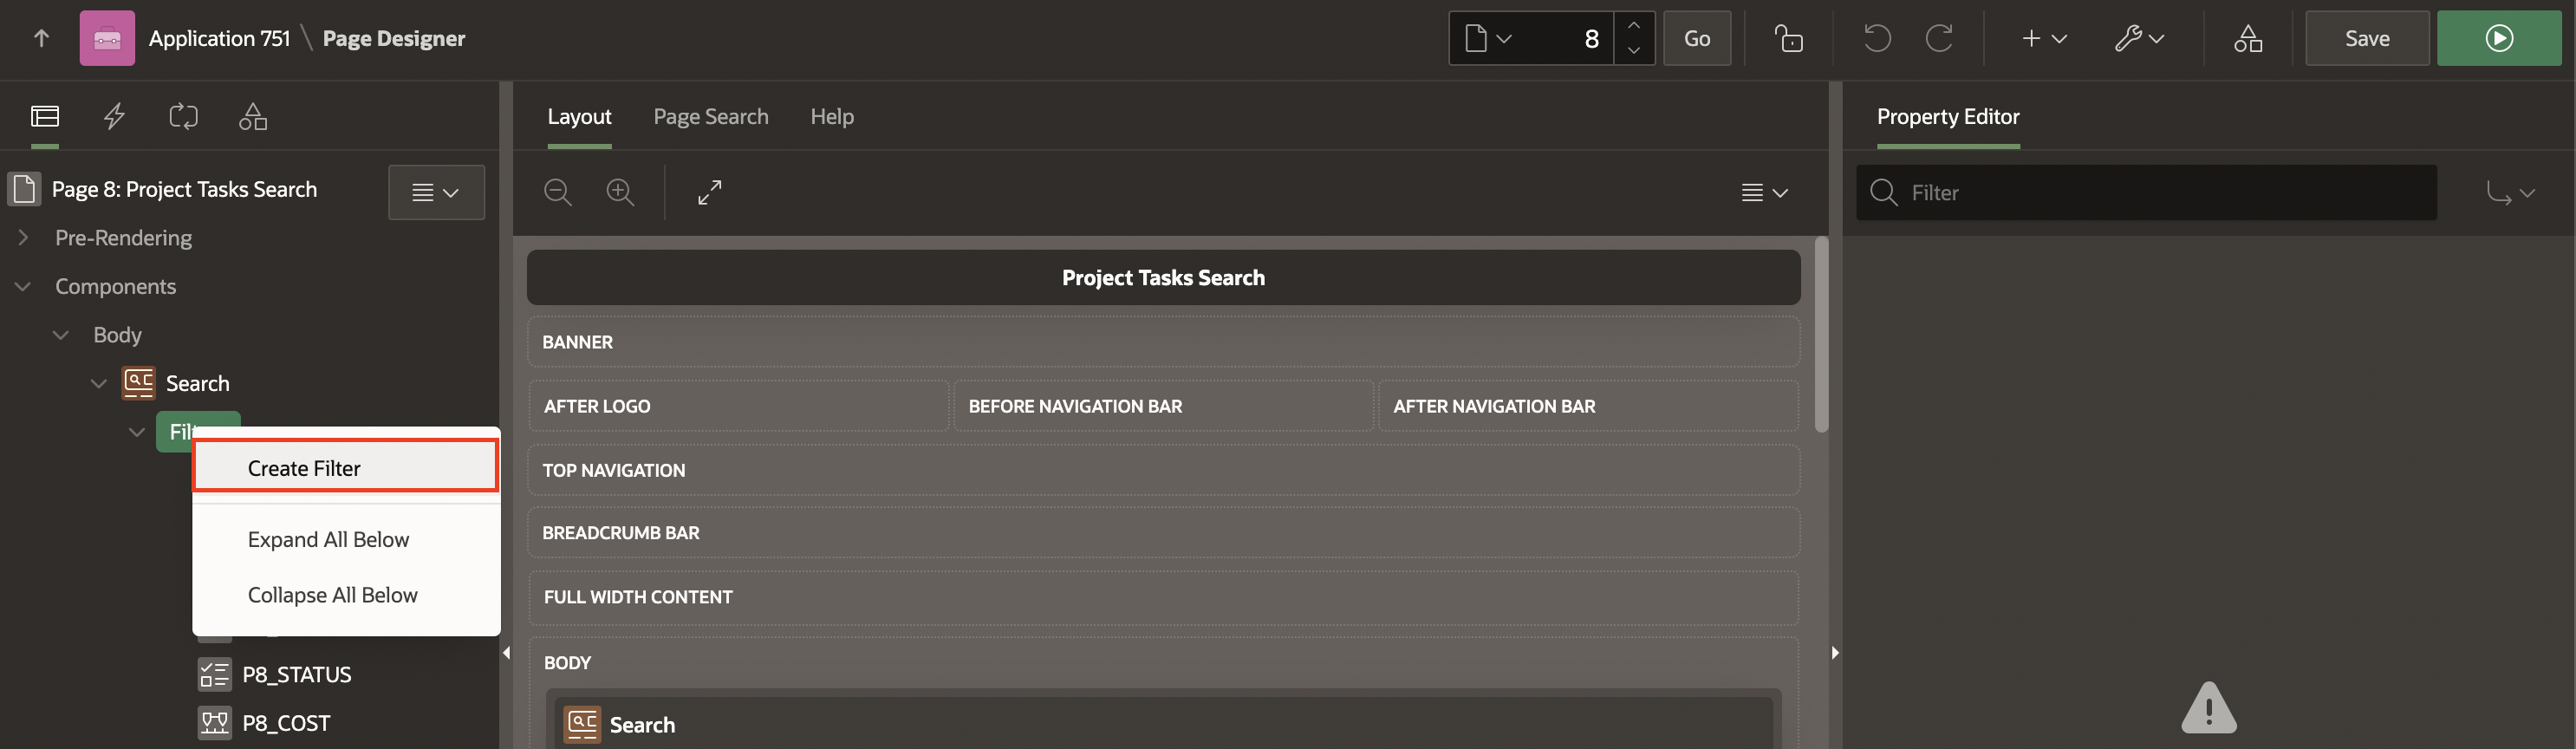 Application 751 \ Page Designer
8
Go
Save
Layout
Page Search
Help
Property Editor
Page 8: Project Tasks Search
Filter
Pre-Rendering
Components
Project Tasks Search
Body
BANNER
Search
AFTER LOGO
BEFORE NAVIGATION BAR
AFTER NAVIGATION BAR
Create Filter
TOP NAVIGATION
Expand All Below
BREADCRUMB BAR
Collapse All Below
FULL WIDTH CONTENT
BODY
P8_STATUS
P8_COST
Search